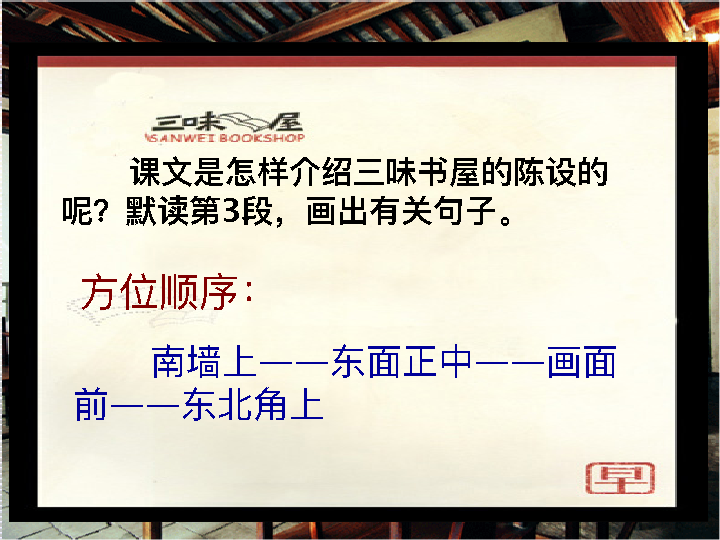 三味书屋
SANWEI BOOKSHOP
课文是怎样介绍三味书屋的陈设的
呢？默读第3段，画出有关句子。
方位顺序：
南墙上——东面正中——画面
前——东北角上
早